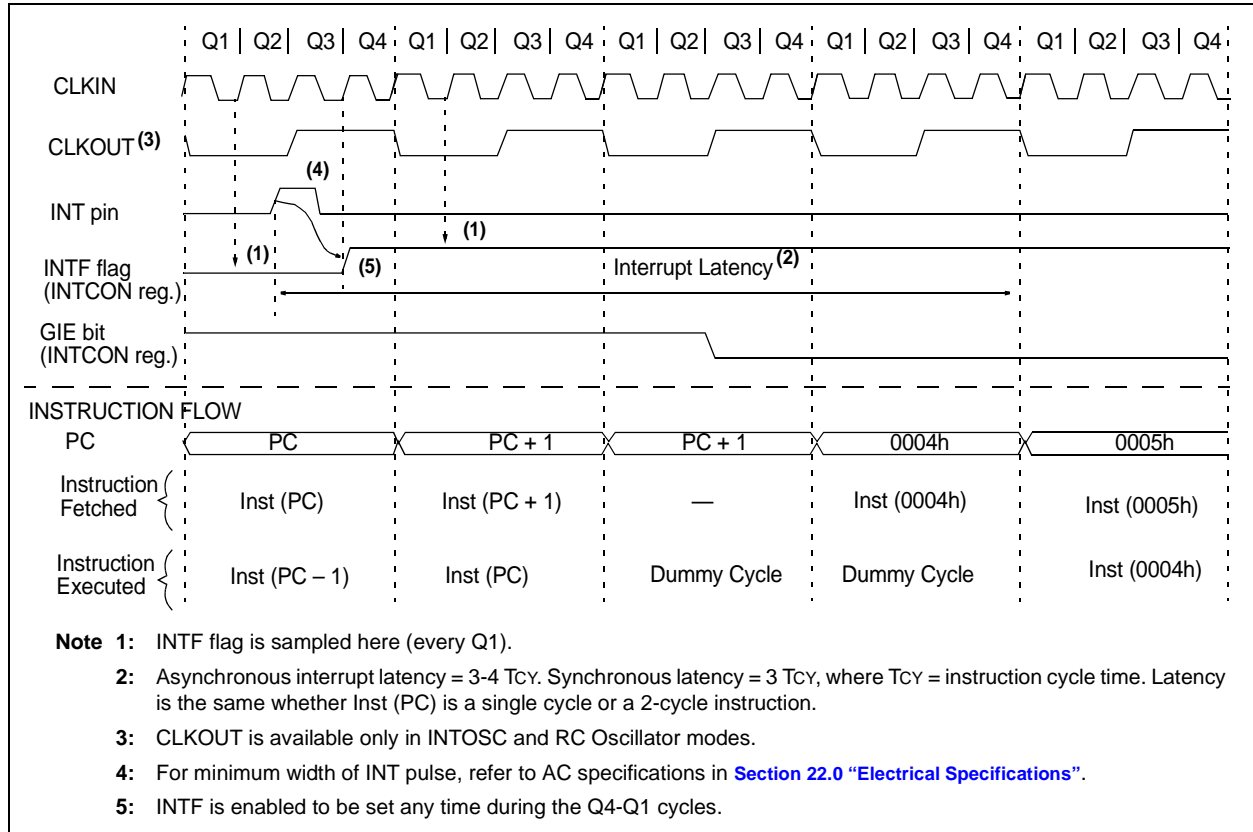 Q1 Q2 Q3 Q4 Q1 Q2 Q3 Q4 Q1 Q2 Q3 Q4 Q1 Q2 Q3 Q4 Q1 Q2 Q3 Q4
CLKIN
CLKOUT (3)
(4)
INT pin
(1)
(1)
INTF flag
(INTCON reg.)
(5)
Interrupt Latency (2)
GIE bit
(INTCON reg.)
INSTRUCTION FLOW
PC PC PC + 1 PC + 1 0004h 0005h
Instruction
Fetched
Inst (PC) Inst (PC + 1) — Inst (0004h) Inst (0005h)
Instruction
Executed
Inst (PC – 1) Inst (PC) Dummy Cycle Dummy Cycle Inst (0004h)
Note 1: INTF flag is sampled here (every Q1).
2: Asynchronous interrupt latency = 3-4 TCY. Synchronous latency = 3 TCY, where TCY = instruction cycle time. Latency
is the same whether Inst (PC) is a single cycle or a 2-cycle instruction.
3: CLKOUT is available only in INTOSC and RC Oscillator modes.
4: For minimum width of INT pulse, refer to AC specifications in Section 22.0 “Electrical Specifications”.
5: INTF is enabled to be set any time during the Q4-Q1 cycles.